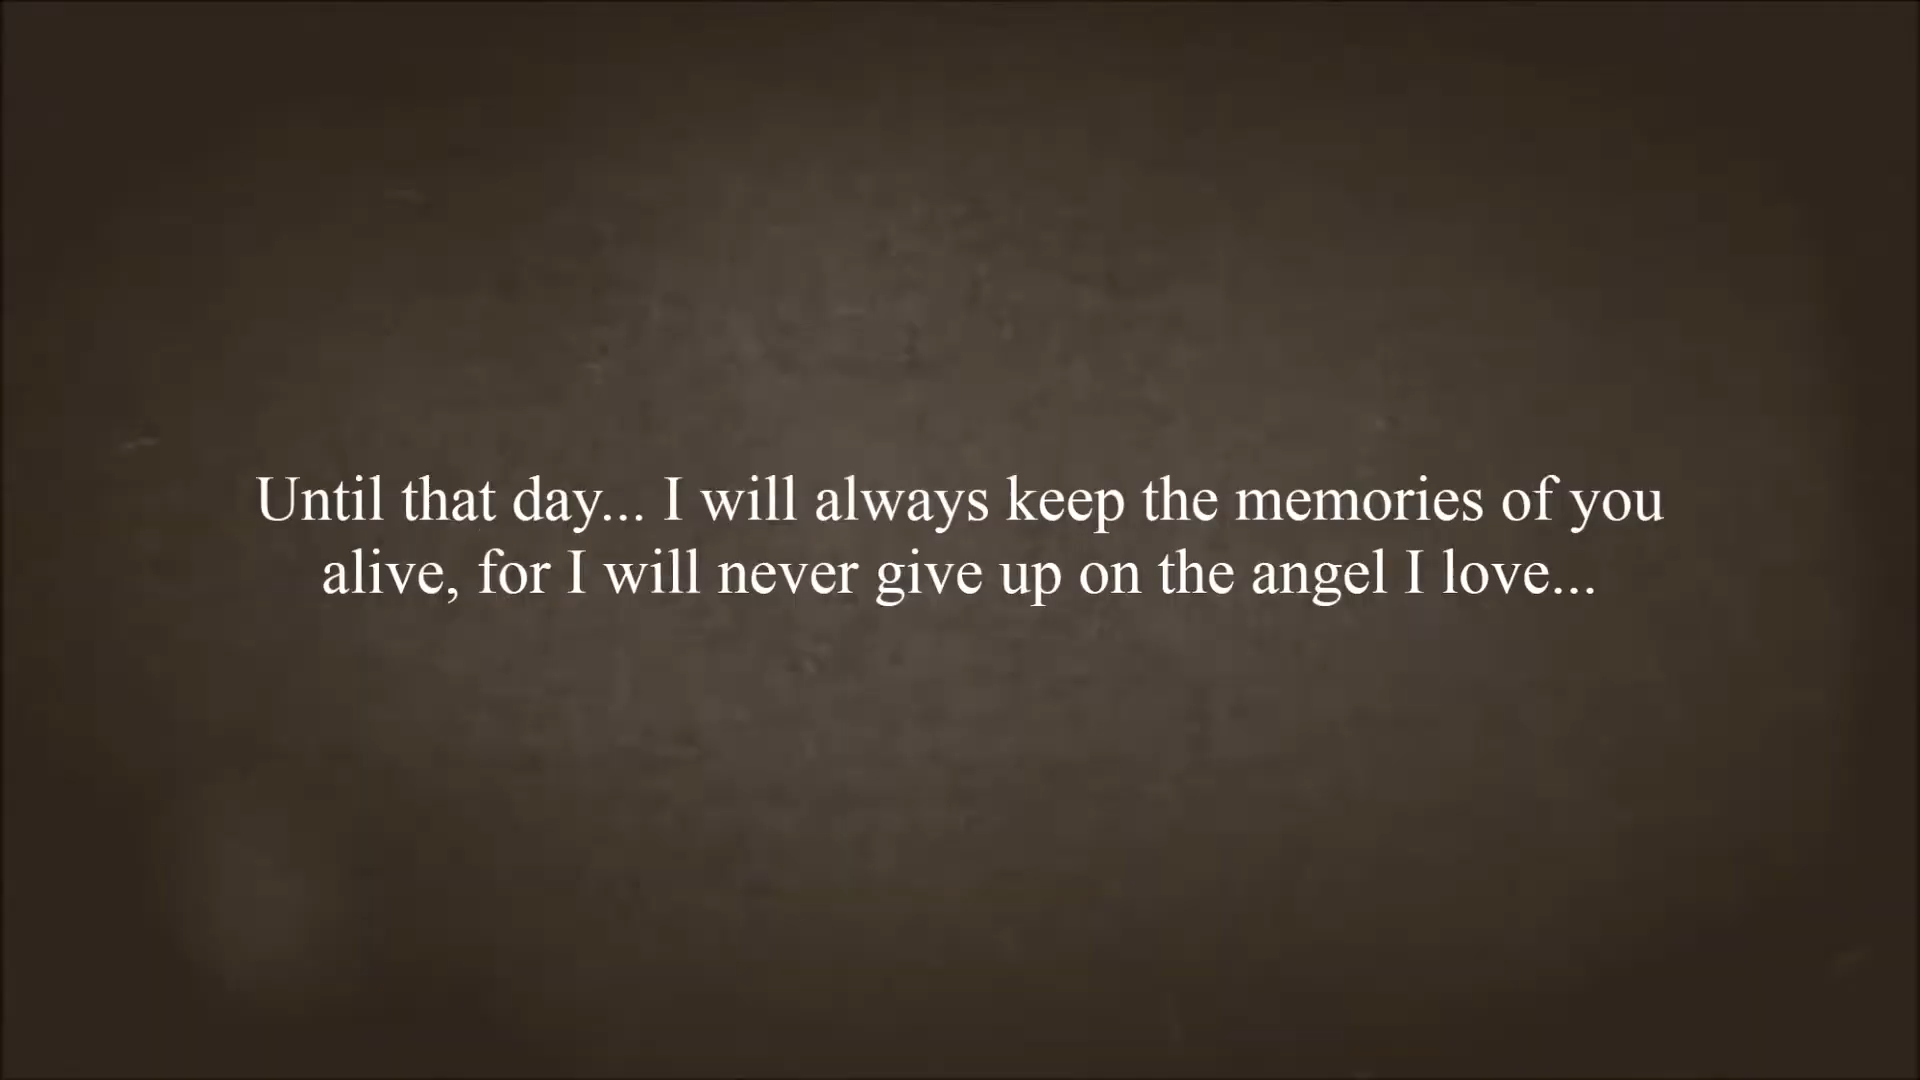 Until that day... I will always keep the memories of you
alive, for I will never give up on the angel I love...